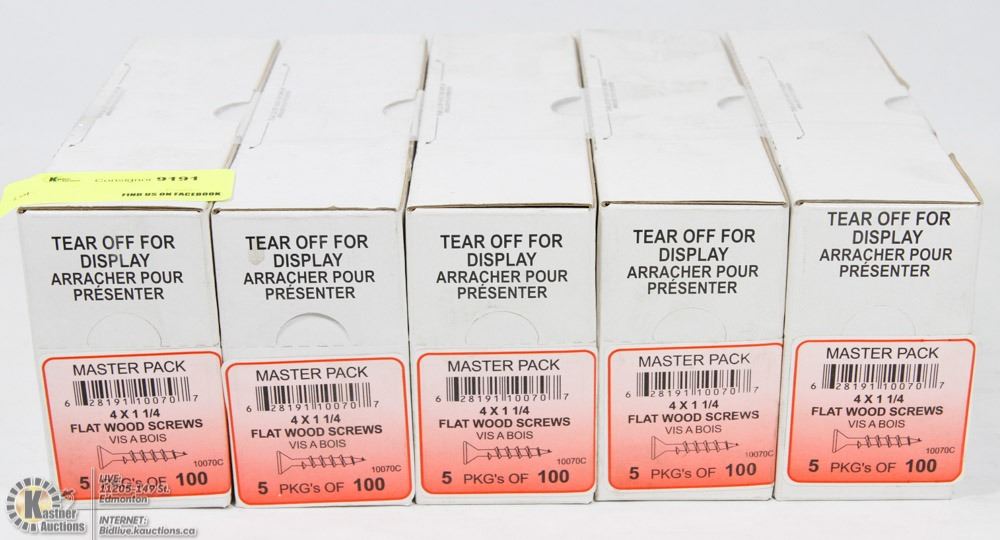 Consignor 9191
FIND US ON FACEBOOK
TEAR OFF FOR
DISPLAY
ARRACHER POUR
PRÉSENTER
MASTER PACK
6 28191 10070 7
4 X 1 1/4
FLAT WOOD SCREWS
VIS A BOIS
5 PKG's OF 100
TEAR OFF FOR
DISPLAY
ARRACHER POUR
PRÉSENTER
MASTER PACK
6 28191 10070 7
4 X 1 1/4
FLAT WOOD SCREWS
VIS A BOIS
10070C
5 PKG's OF 100
TEAR OFF FOR
DISPLAY
ARRACHER POUR
PRÉSENTER
MASTER PACK
6 28191 10070 7
4 X 1 1/4
FLAT WOOD SCREWS
VIS A BOIS
10070C
5 PKG's OF 100
TEAR OFF FOR
DISPLAY
ARRACHER POUR
PRÉSENTER
MASTER PACK
6 28191 10070 7
4 X 1 1/4
FLAT WOOD SCREWS
VIS A BOIS
10070C
5 PKG's OF 100
TEAR OFF FOR
DISPLAY
ARRACHER POUR
PRÉSENTER
MASTER PACK
6 28191 10070 7
4 X 1 1/4
FLAT WOOD SCREWS
VIS A BOIS
10070C
5 PKG's OF 100
Kastner
Auctions
LIVE:
11205-149 St.
Edmonton
INTERNET:
Bidlive.kauctions.ca